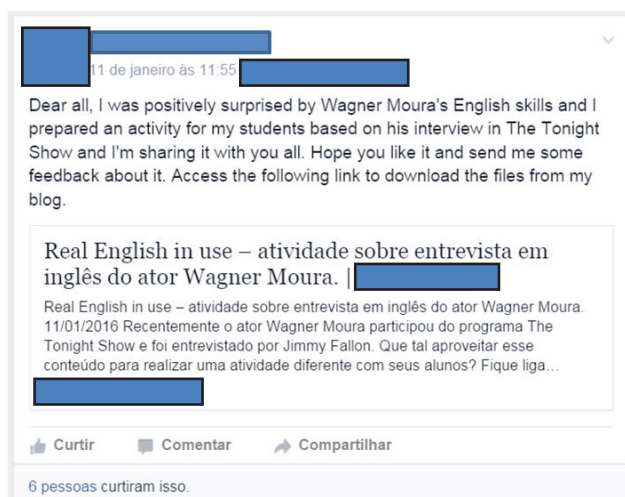 11 de janeiro às 11:55
Dear all, I was positively surprised by Wagner Moura's English skills and I
prepared an activity for my students based on his interview in The Tonight
Show and I'm sharing it with you all. Hope you like it and send me some
feedback about it. Access the following link to download the files from my
blog.
Real English in use – atividade sobre entrevista em
inglês do ator Wagner Moura. |
Real English in use – atividade sobre entrevista em inglês do ator Wagner Moura.
11/01/2016 Recentemente o ator Wagner Moura participou do programa The
Tonight Show e foi entrevistado por Jimmy Fallon. Que tal aproveitar esse
conteúdo para realizar uma atividade diferente com seus alunos? Fique liga...
Curtir Comentar Compartilhar
6 pessoas curtiram isso.